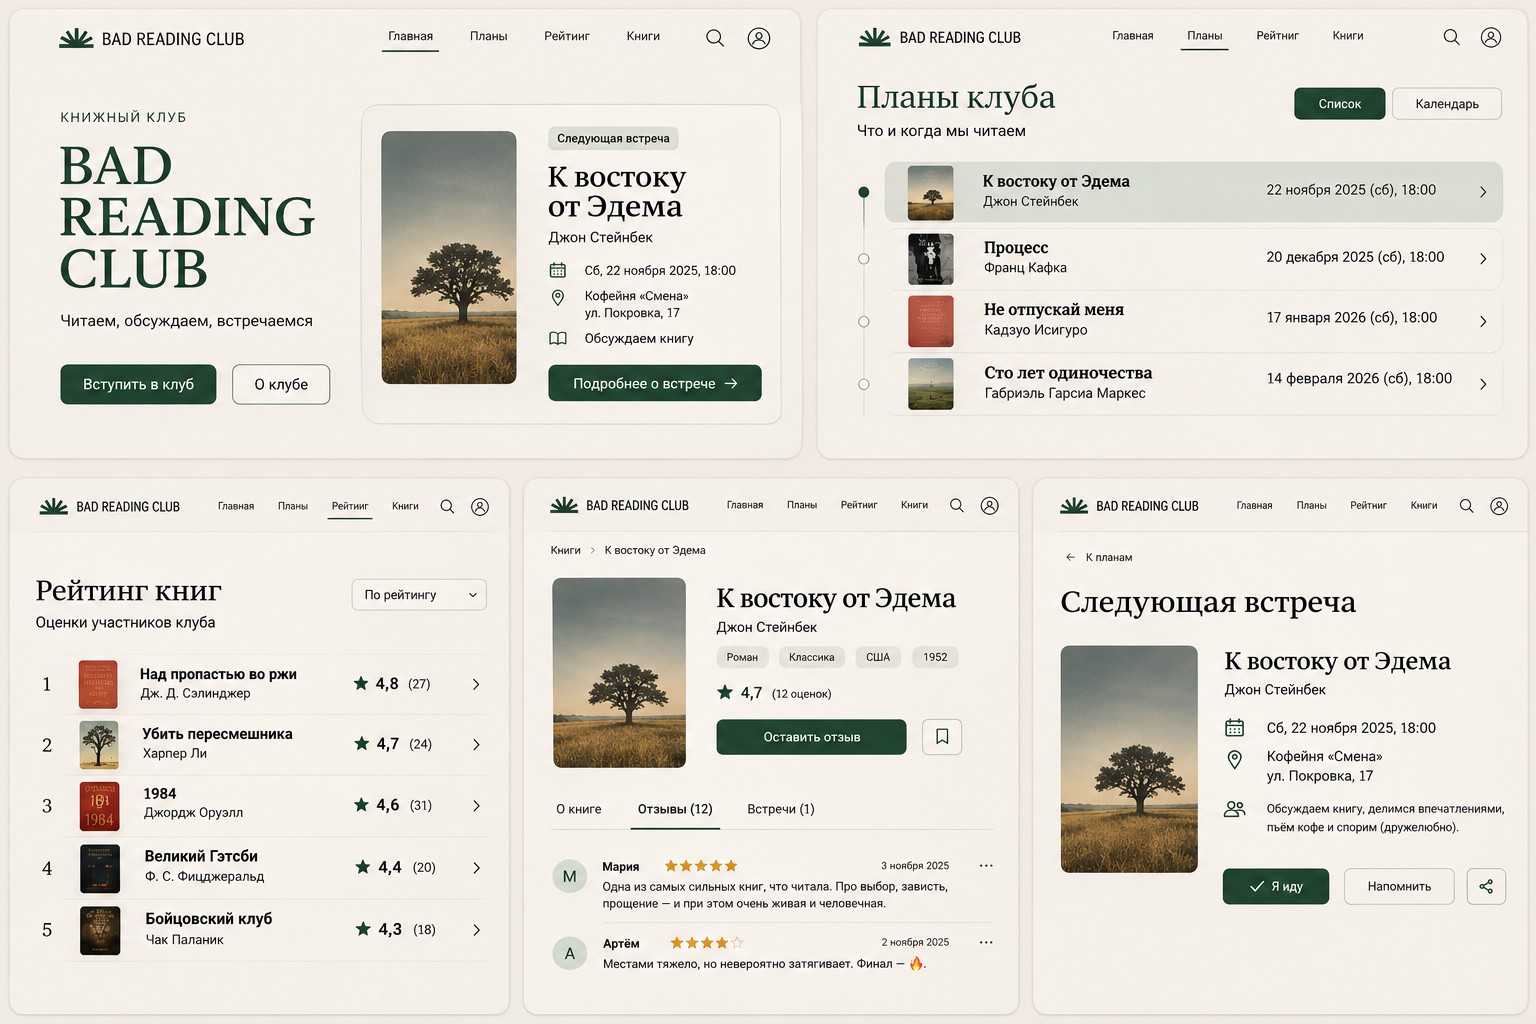 BAD READING CLUB
Главная
Планы
Рейтинг
Книги
КНИЖНЫЙ КЛУБ
BAD
READING
CLUB
Читаем, обсуждаем, встречаемся
Вступить в клуб
О клубе
Следующая встреча
К востоку
от Эдема
Джон Стейнбек
Сб, 22 ноября 2025, 18:00
Кофейня «Смена»
ул. Покровка, 17
Обсуждаем книгу
Подробнее о встрече →
BAD READING CLUB
Главная
Планы
Рейтниг
Книги
Планы клуба
Что и когда мы читаем
Список
Календарь
К востоку от Эдема
Джон Стейнбек
22 ноября 2025 (сб), 18:00
Процесс
Франц Кафка
20 декабря 2025 (сб), 18:00
Не отпускай меня
Кадзуо Исигуро
17 января 2026 (сб), 18:00
Сто лет одиночества
Габриэль Гарсиа Маркес
14 февраля 2026 (сб), 18:00
BAD READING CLUB
Главная
Планы
Рейтинг
Книги
Рейтинг книг
Оценки участников клуба
По рейтингу
1
Над пропастью во ржи
Дж. Д. Сэлинджер
★ 4,8 (27)
2
Убить пересмешника
Харпер Ли
★ 4,7 (24)
3
1984
1984
Джордж Оруэлл
★ 4,6 (31)
4
Великий Гэтсби
Ф. С. Фицджеральд
★ 4,4 (20)
5
Бойцовский клуб
Чак Паланик
★ 4,3 (18)
BAD READING CLUB
Главная
Планы
Рейтинг
Книги
Книги > К востоку от Эдема
К востоку от Эдема
Джон Стейнбек
Роман
Классика
США
1952
★ 4,7 (12 оценок)
Оставить отзыв
О книге
Отзывы (12)
Встречи (1)
М
Мария
★★★★★
3 ноября 2025
Одна из самых сильных книг, что читала. Про выбор, зависть,
прощение — и при этом очень живая и человечная.
А
Артём
★★★★☆
2 ноября 2025
Местами тяжело, но невероятно затягивает. Финал — 🔥.
BAD READING CLUB
Главная
Планы
Рейтинг
Книги
← К планам
Следующая встреча
К востоку от Эдема
Джон Стейнбек
Сб, 22 ноября 2025, 18:00
Кофейня «Смена»
ул. Покровка, 17
Обсуждаем книгу, делимся впечатлениями,
пьём кофе и спорим (дружелюбно).
Я иду
Напомнить